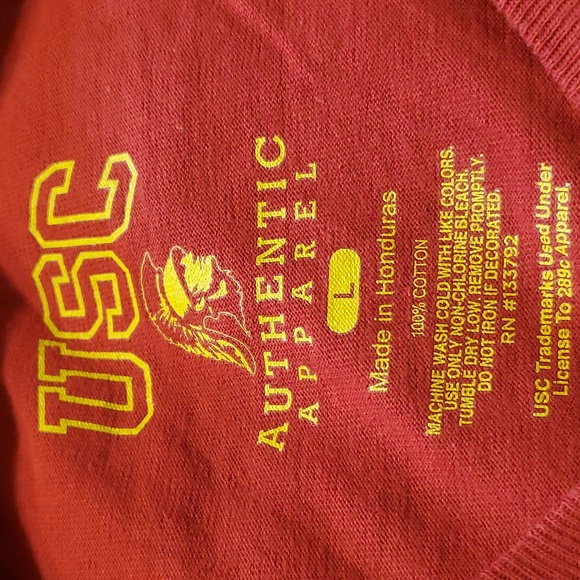 USC
AUTHENTIC
APPAREL
L
Made in Honduras
100% COTTON
MACHINE WASH COLD WITH LIKE COLORS.
USE ONLY NON-CHLORINE BLEACH.
TUMBLE DRY LOW. REMOVE PROMPTLY.
DO NOT IRON IF DECORATED.
RN #133792
USC Trademarks Used Under
License To 289c Apparel.